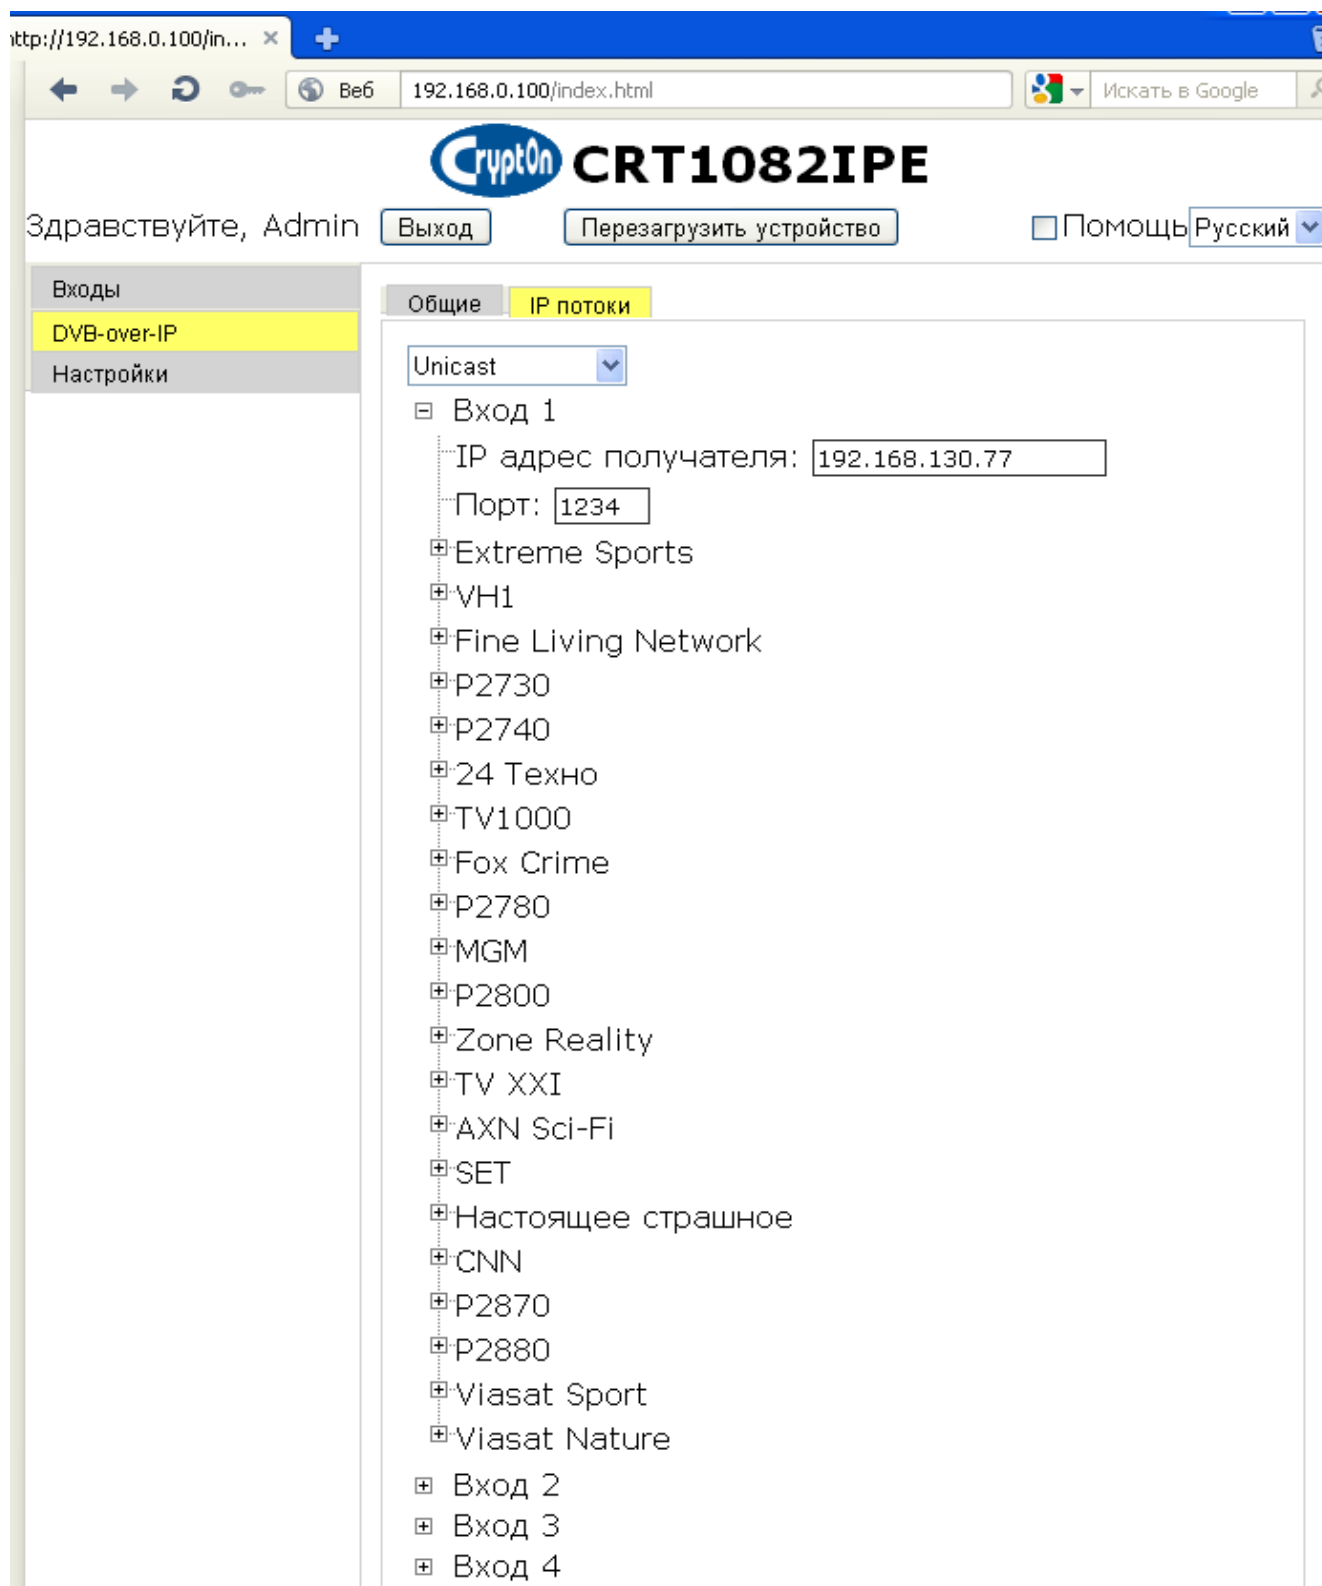 http://192.168.0.100/in...
Веб 192.168.0.100/index.html Искать в Google
CryptOn CRT1082IPE
Здравствуйте, Admin Выход Перезагрузить устройство Помощь Русский
Входы
DVB-over-IP
Настройки
Общие IP потоки
Unicast
Вход 1
IP адрес получателя: 192.168.130.77
Порт: 1234
Extreme Sports
VH1
Fine Living Network
P2730
P2740
24 Техно
TV1000
Fox Crime
P2780
MGM
P2800
Zone Reality
TV XXI
AXN Sci-Fi
SET
Настоящее страшное
CNN
P2870
P2880
Viasat Sport
Viasat Nature
Вход 2
Вход 3
Вход 4